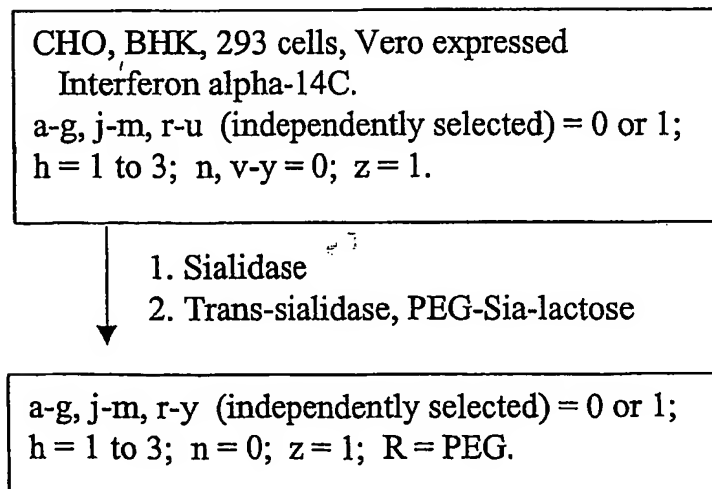 CHO, BHK, 293 cells, Vero expressed
Interferon alpha-14C.
a-g, j-m, r-u (independently selected) = 0 or 1;
h = 1 to 3; n, v-y = 0; z = 1.
1. Sialidase
2. Trans-sialidase, PEG-Sia-lactose
a-g, j-m, r-y (independently selected) = 0 or 1;
h = 1 to 3; n = 0; z = 1; R = PEG.